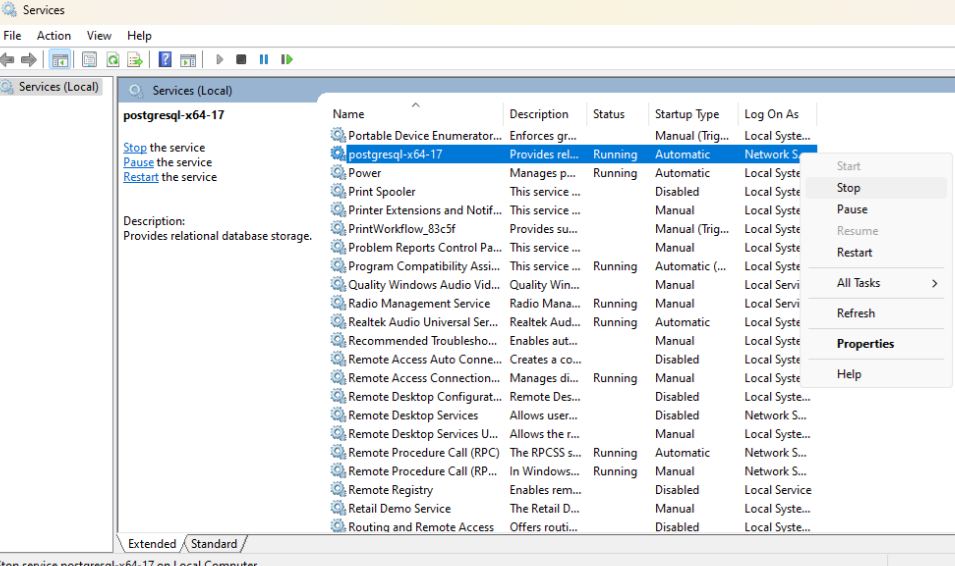 Services
File Action View Help
Services (Local)
Services (Local)
postgresql-x64-17
Stop the service
Pause the service
Restart the service
Description:
Provides relational database storage.
Name Description Status Startup Type Log On As
Portable Device Enumerator... Enforces gr... Manual (Trig... Local Syste...
postgresql-x64-17 Provides rel... Running Automatic Network S...
Power Manages p... Running Automatic Local Syste
Print Spooler This service ... Disabled Local Syste
Printer Extensions and Notif... This service ... Manual Local Syste
PrintWorkflow_83c5f Provides su... Manual (Trig... Local Syste
Problem Reports Control Pa... This service ... Manual Local Syste
Program Compatibility Assi... This service ... Running Automatic (... Local Syste
Quality Windows Audio Vid... Quality Win... Manual Local Servi
Radio Management Service Radio Mana... Running Manual Local Servi
Realtek Audio Universal Ser... Realtek Aud... Running Automatic Local Syste
Recommended Troublesho... Enables aut... Manual Local Syste
Remote Access Auto Conne... Creates a co... Disabled Local Syste
Remote Access Connection... Manages di... Running Manual Local Syste
Remote Desktop Configurat... Remote Des... Disabled Local Syste...
Remote Desktop Services Allows user... Disabled Network S...
Remote Desktop Services U... Allows the r... Manual Local Syste...
Remote Procedure Call (RPC) The RPCSS s... Running Automatic Network S...
Remote Procedure Call (RP... In Windows... Running Manual Network S...
Remote Registry Enables rem... Disabled Local Service
Retail Demo Service The Retail D... Manual Local Syste...
Routing and Remote Access Offers routi... Disabled Local Syste...
Start
Stop
Pause
Resume
Restart
All Tasks
Refresh
Properties
Help
Extended Standard
Stop service postgresql-x64-17 on Local Computer